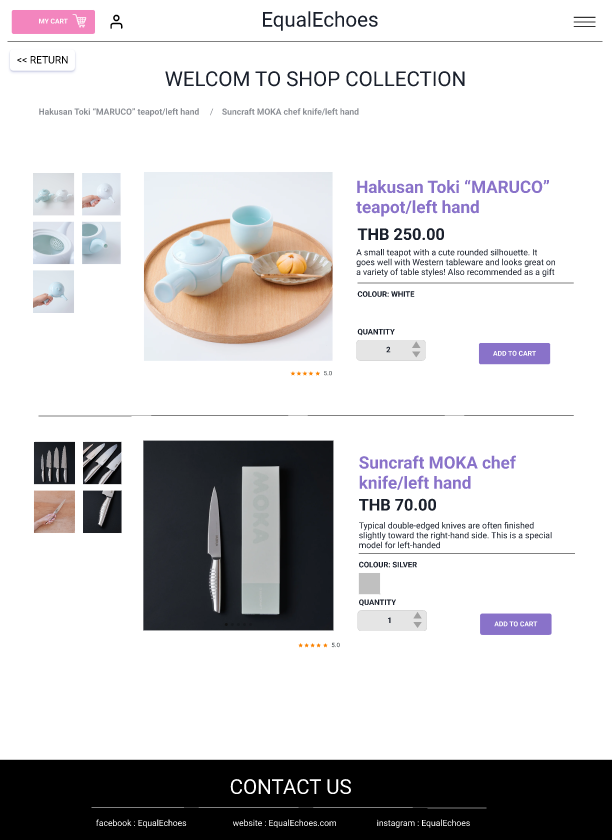 MY CART
EqualEchoes
<< RETURN
WELCOM TO SHOP COLLECTION
Hakusan Toki “MARUCO” teapot/left hand / Suncraft MOKA chef knife/left hand
Hakusan Toki “MARUCO”
teapot/left hand
THB 250.00
A small teapot with a cute rounded silhouette. It
goes well with Western tableware and looks great on
a variety of table styles! Also recommended as a gift
COLOUR: WHITE
QUANTITY
2
ADD TO CART
★★★★★ 5.0
Suncraft MOKA chef
knife/left hand
THB 70.00
MOKA
Typical double-edged knives are often finished
slightly toward the right-hand side. This is a special
model for left-handed
COLOUR: SILVER
QUANTITY
1
ADD TO CART
★★★★★ 5.0
CONTACT US
facebook : EqualEchoes website : EqualEchoes.com instagram : EqualEchoes